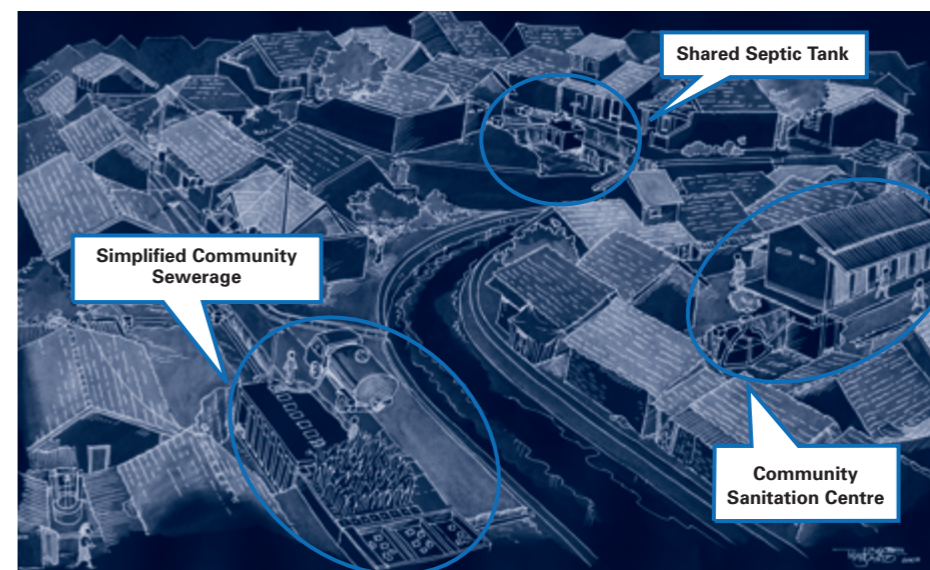 Shared Septic Tank
Simplified Community
Sewerage
Community
Sanitation Centre